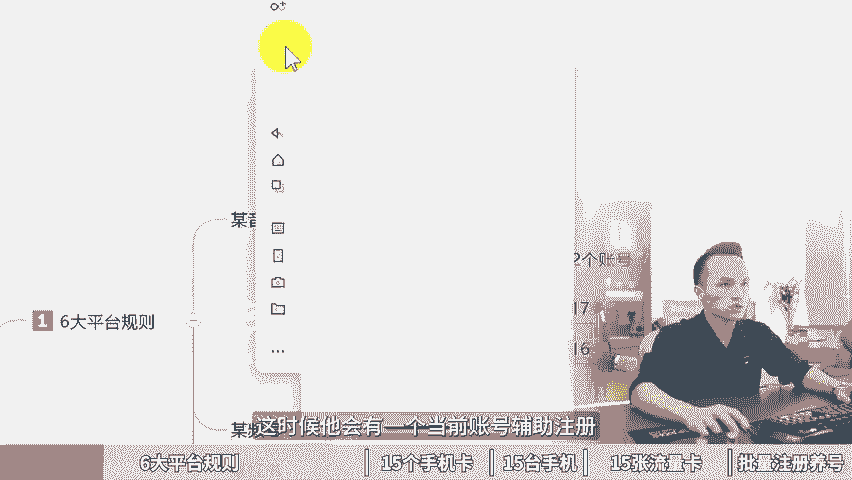 某音
2个账号
17
1
6大平台规则
16
某视
这时候他会有一个当前账号辅助注册
6大平台规则
15个手机卡
15台手机
15张流量卡
批量注册养号